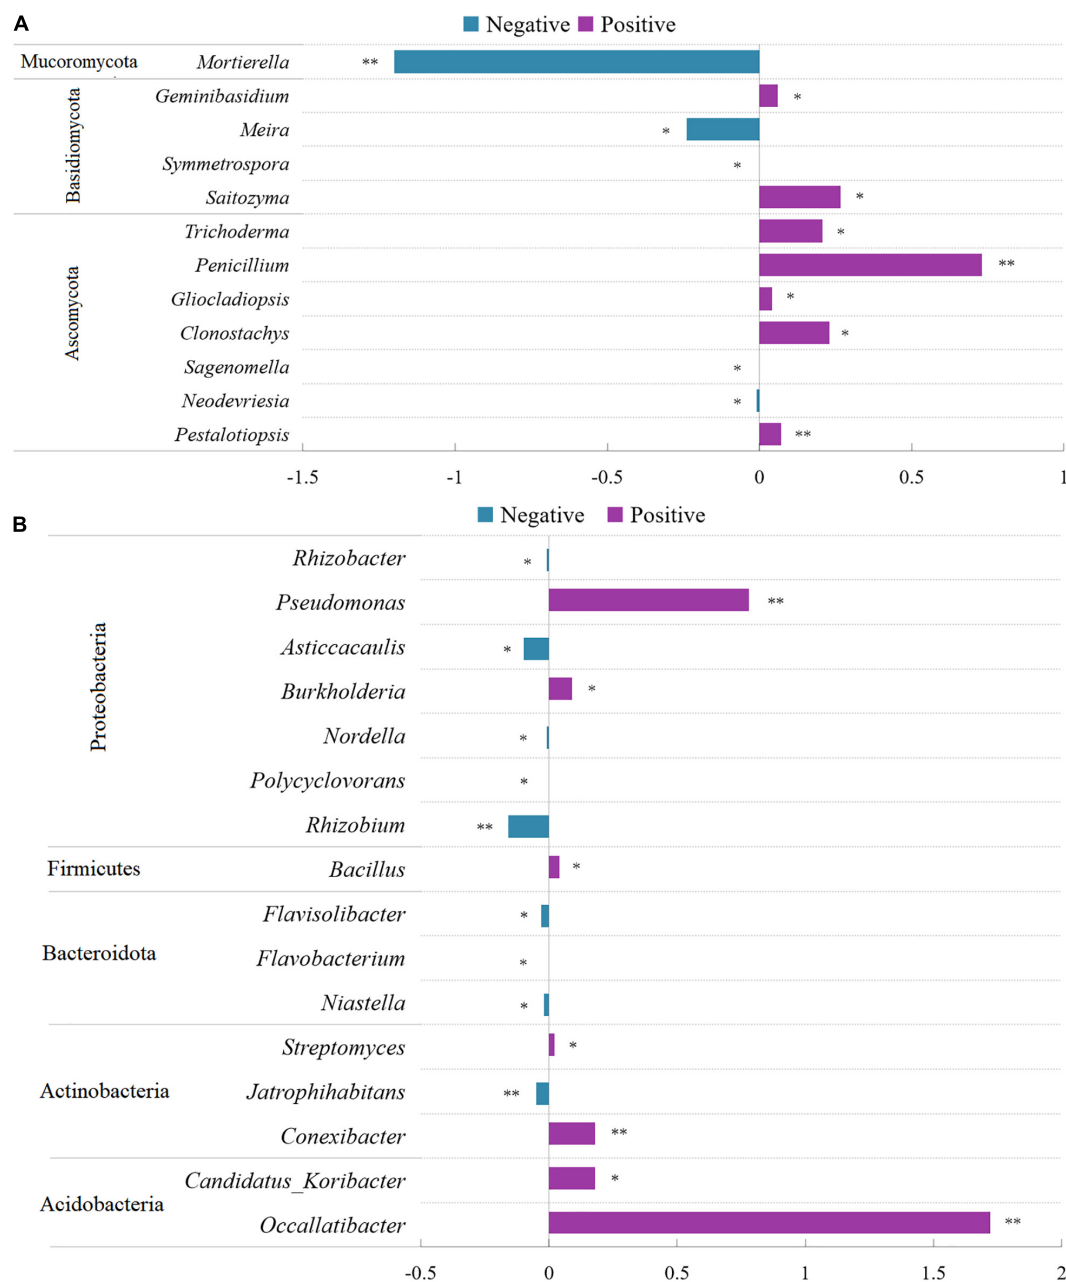 A
Negative Positive
Mucoromycota Mortierella **
Basidiomycota
Geminibasidium *
Meira *
Symmetrospora *
Saitozyma *
Ascomycota
Trichoderma *
Penicillium **
Gliocladiopsis *
Clonostachys *
Sagenomella *
Neodevriesia *
Pestalotiopsis **
-1.5 -1 -0.5 0 0.5 1
B
Negative Positive
Proteobacteria
Rhizobacter *
Pseudomonas **
Asticcacaulis *
Burkholderia *
Nordella *
Polycyclovorans *
Rhizobium **
Firmicutes Bacillus *
Bacteroidota
Flavisolibacter *
Flavobacterium *
Niastella *
Actinobacteria
Streptomyces *
Jatrophihabitans **
Conexibacter **
Acidobacteria
Candidatus_Koribacter *
Occallatibacter **
-0.5 0 0.5 1 1.5 2